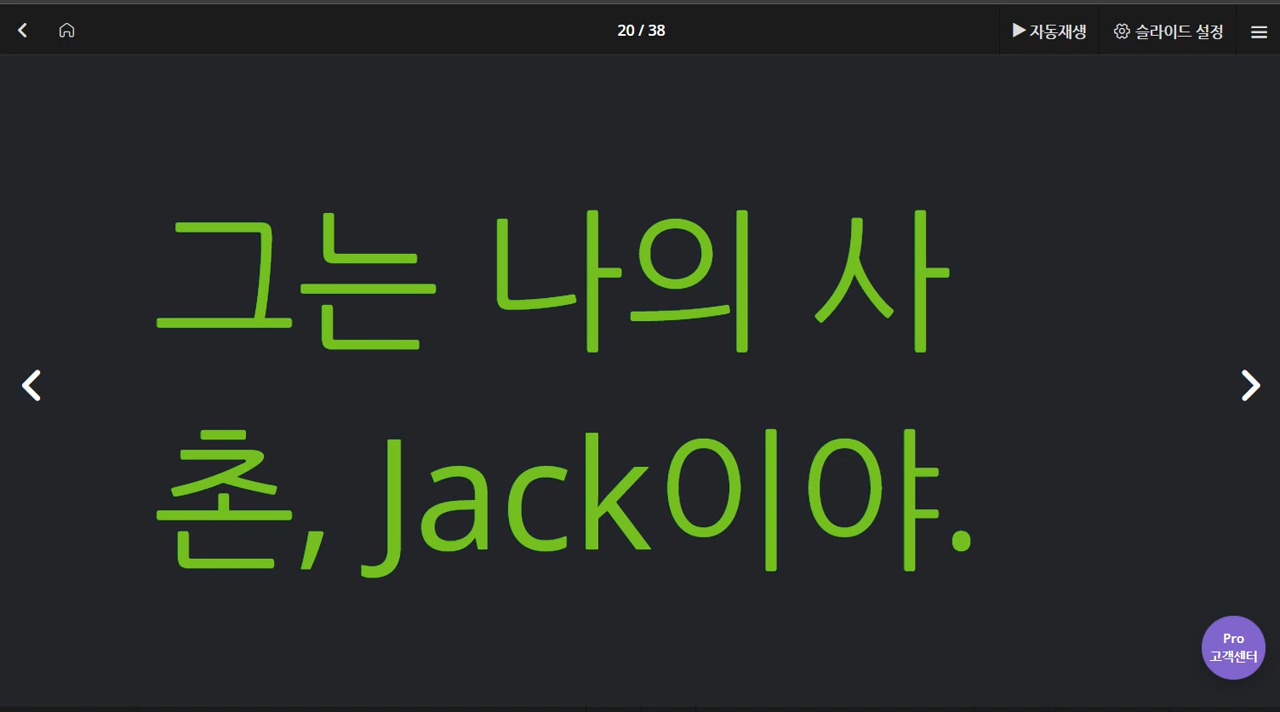 20 / 38
▶ 자동재생
슬라이드 설정
그는 나의 사
촌, Jack이야.
Pro
고객센터